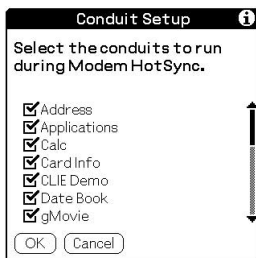 Conduit Setup
Select the conduits to run
during Modem HotSync.
Address
Applications
Calc
Card Info
CLIE Demo
Date Book
gMovie
OK Cancel